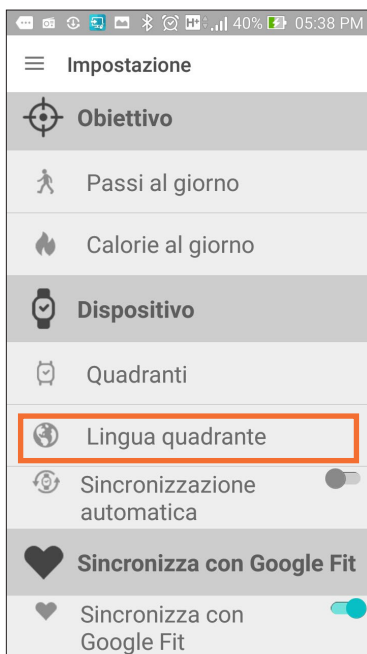 40% 05:38 PM
Impostazione
Obiettivo
Passi al giorno
Calorie al giorno
Dispositivo
Quadranti
Lingua quadrante
Sincronizzazione
automatica
Sincronizza con Google Fit
Sincronizza con
Google Fit